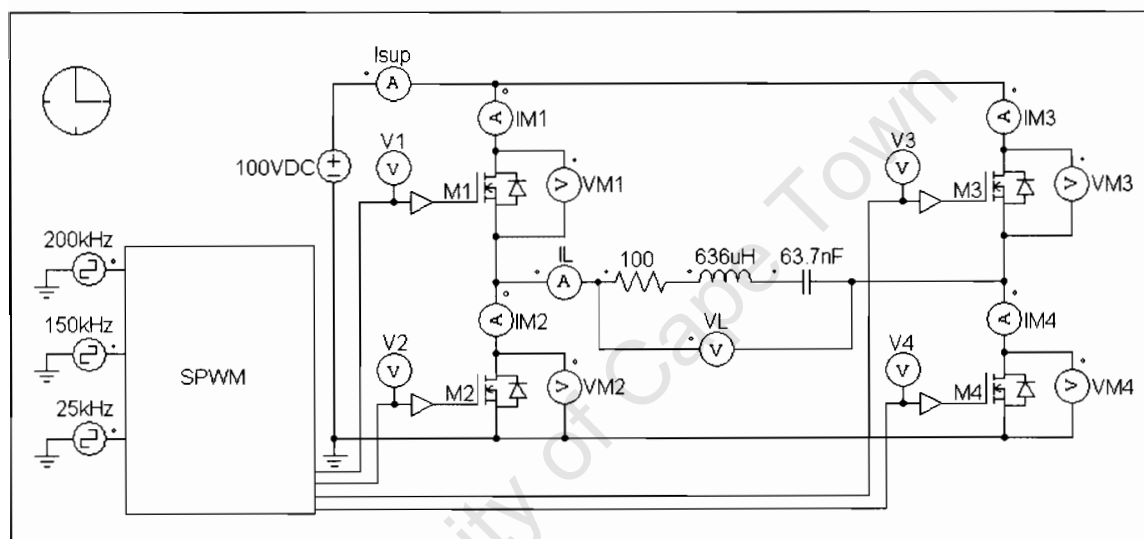 Isup
IM1
IM3
V1
V3
100VDC
M1
VM1
M3
VM3
200kHz
IL
100
636uH
63.7nF
IM2
IM4
150kHz
VL
V2
V4
SPWM
M2
VM2
M4
VM4
25kHz
A
A
A
V
V
V
V
A
A
A
V
V
V
V
V
ity of Cape Town